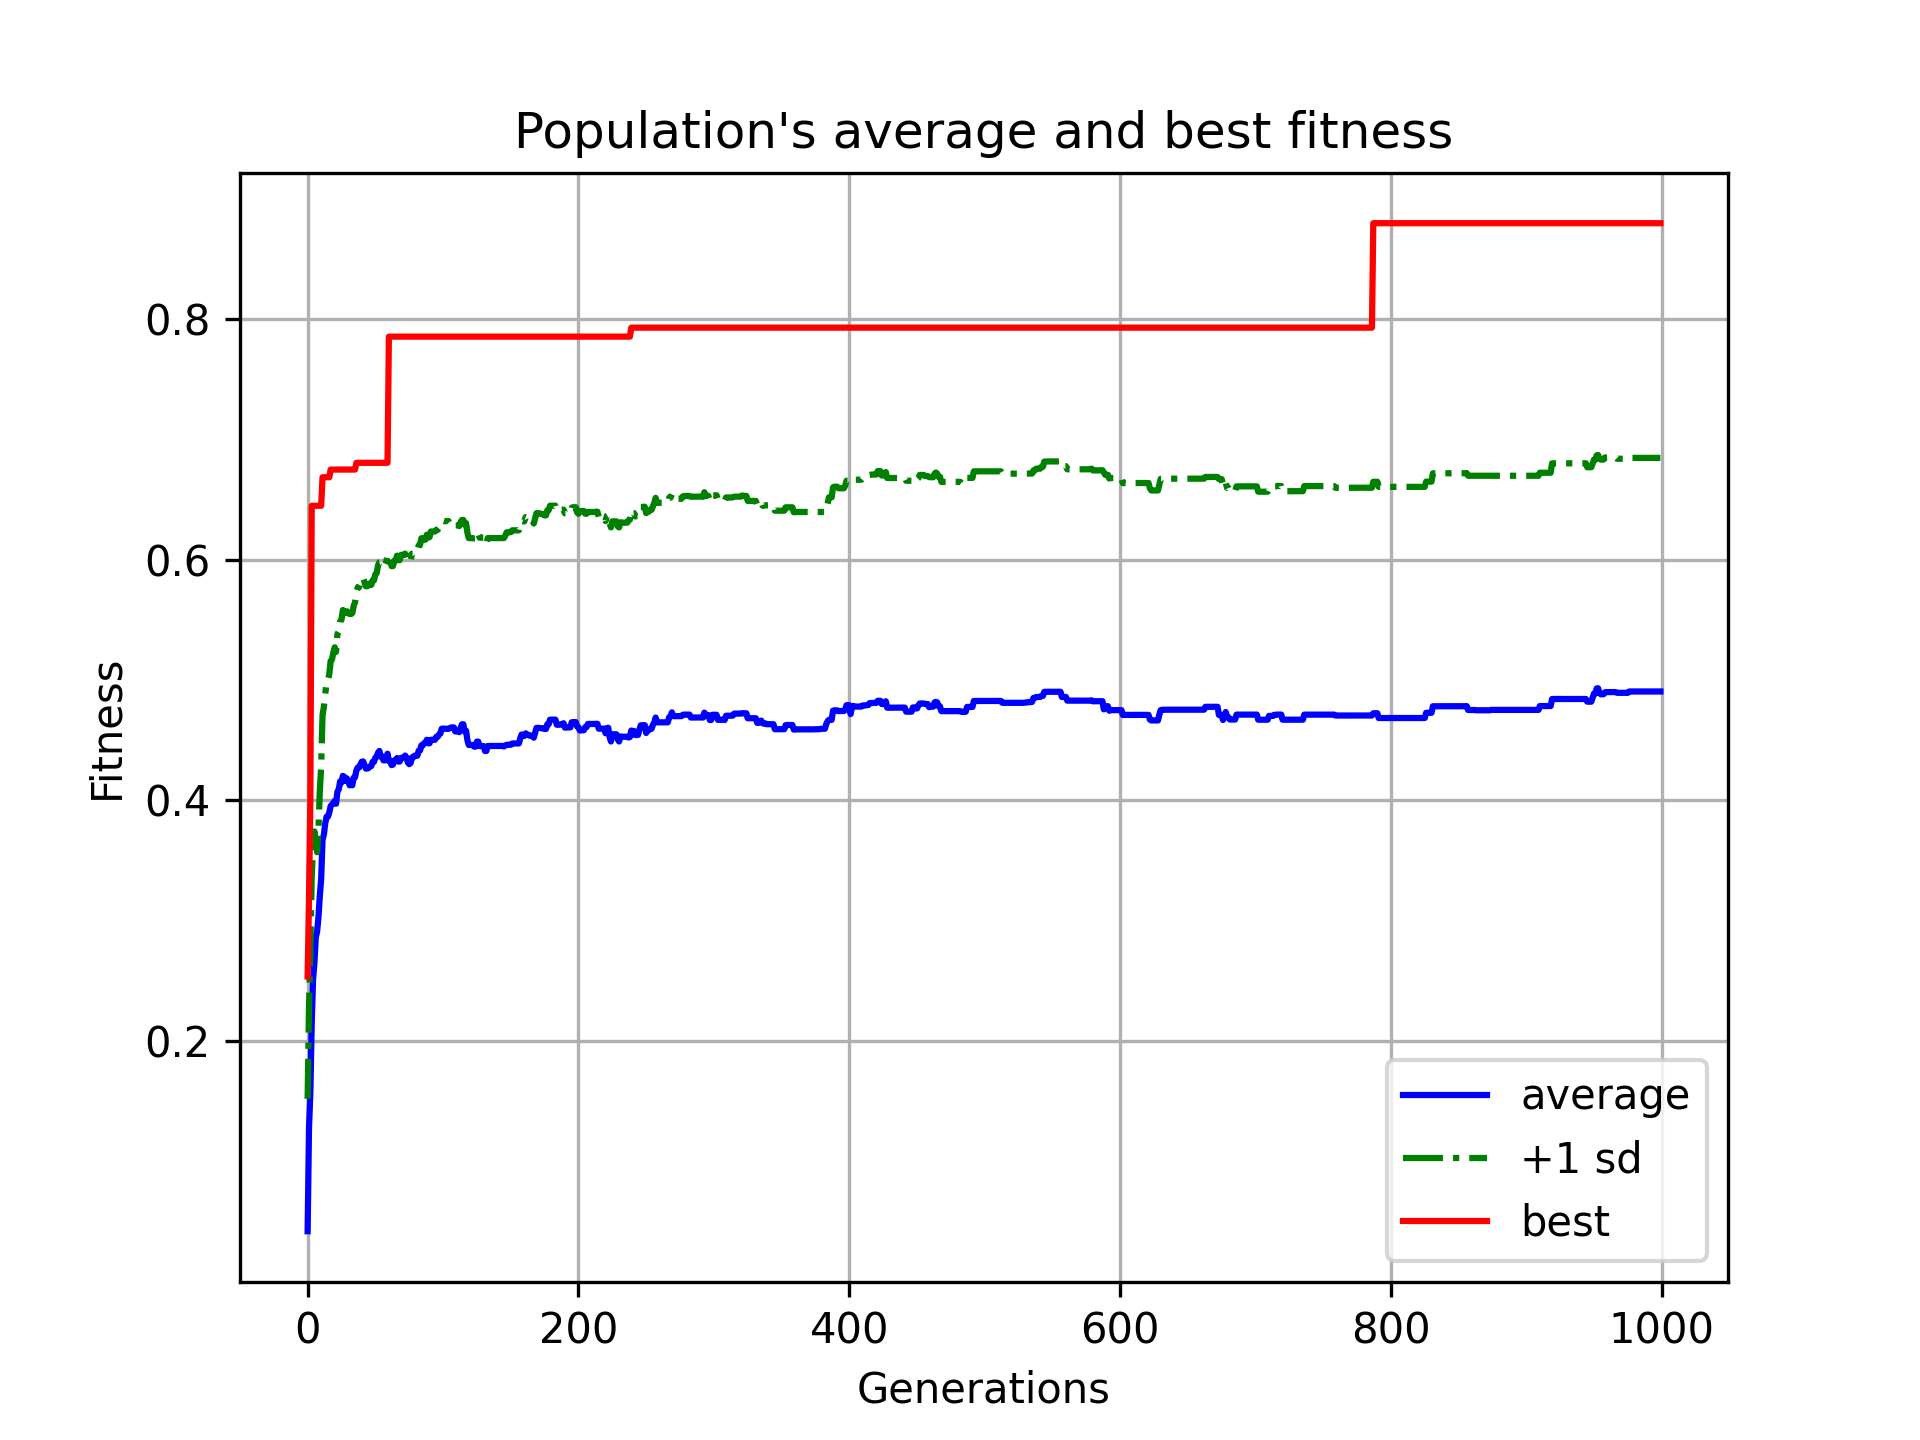 Population's average and best fitness
Fitness
0.8
0.6
0.4
0.2
average
+1 sd
best
0 200 400 600 800 1000
Generations